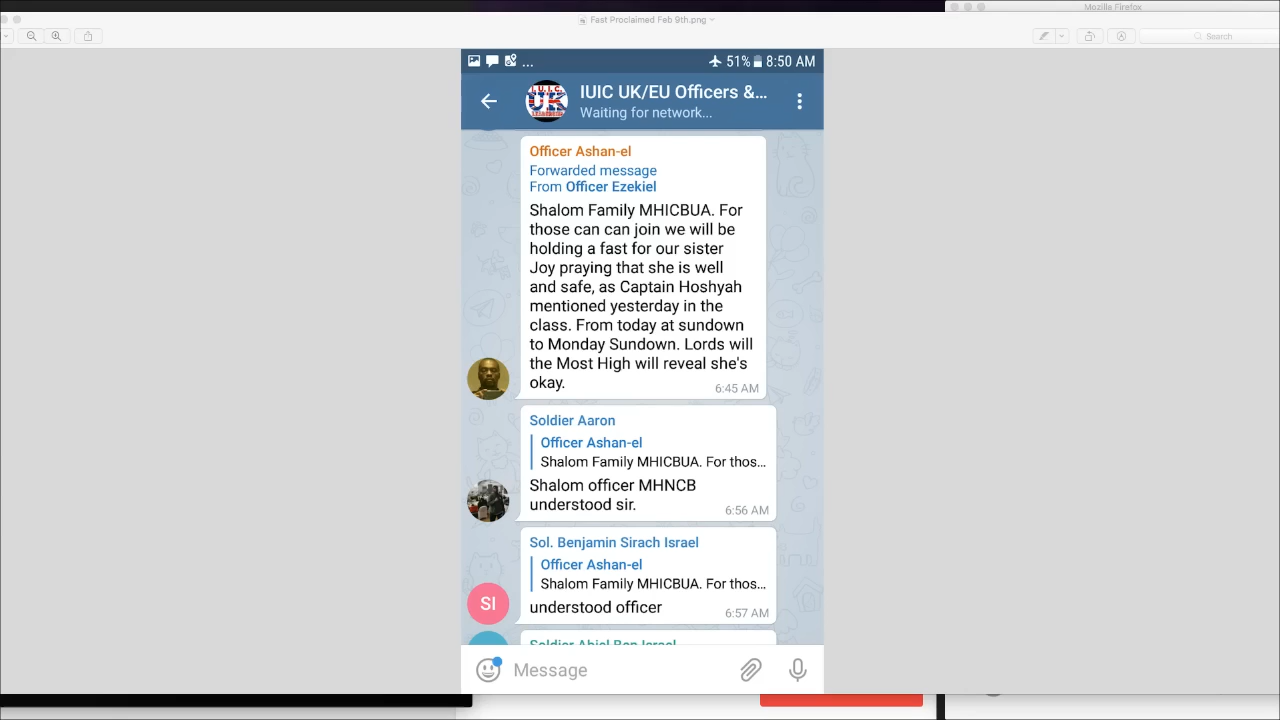 Mozilla Firefox
Fast Proclaimed Feb 9th.png
Search
... 51% 8:50 AM
I.U.I.C.
UK
IUIC UK/EU Officers &...
Waiting for network...
Officer Ashan-el
Forwarded message
From Officer Ezekiel
Shalom Family MHICBUA. For
those can can join we will be
holding a fast for our sister
Joy praying that she is well
and safe, as Captain Hoshyah
mentioned yesterday in the
class. From today at sundown
to Monday Sundown. Lords will
the Most High will reveal she's
okay.
6:45 AM
Soldier Aaron
Officer Ashan-el
Shalom Family MHICBUA. For thos...
Shalom officer MHNCB
understood sir.
6:56 AM
Sol. Benjamin Sirach Israel
Officer Ashan-el
Shalom Family MHICBUA. For thos...
SI
understood officer
6:57 AM
Soldier Abiel Ben Israel
Message